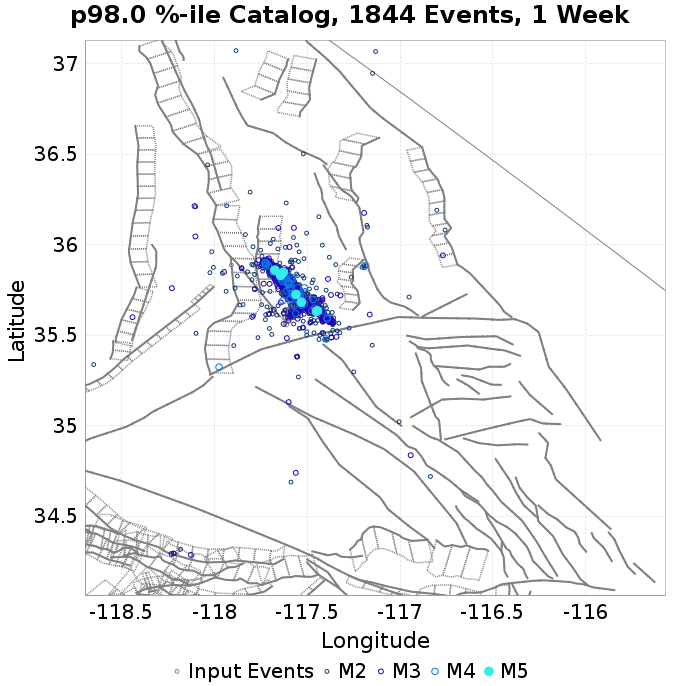 p98.0 %-ile Catalog, 1844 Events, 1 Week
37
36.5
36
35.5
35
34.5
Latitude
-118.5 -118 -117.5 -117 -116.5 -116
Longitude
Input Events M2 M3 M4 M5